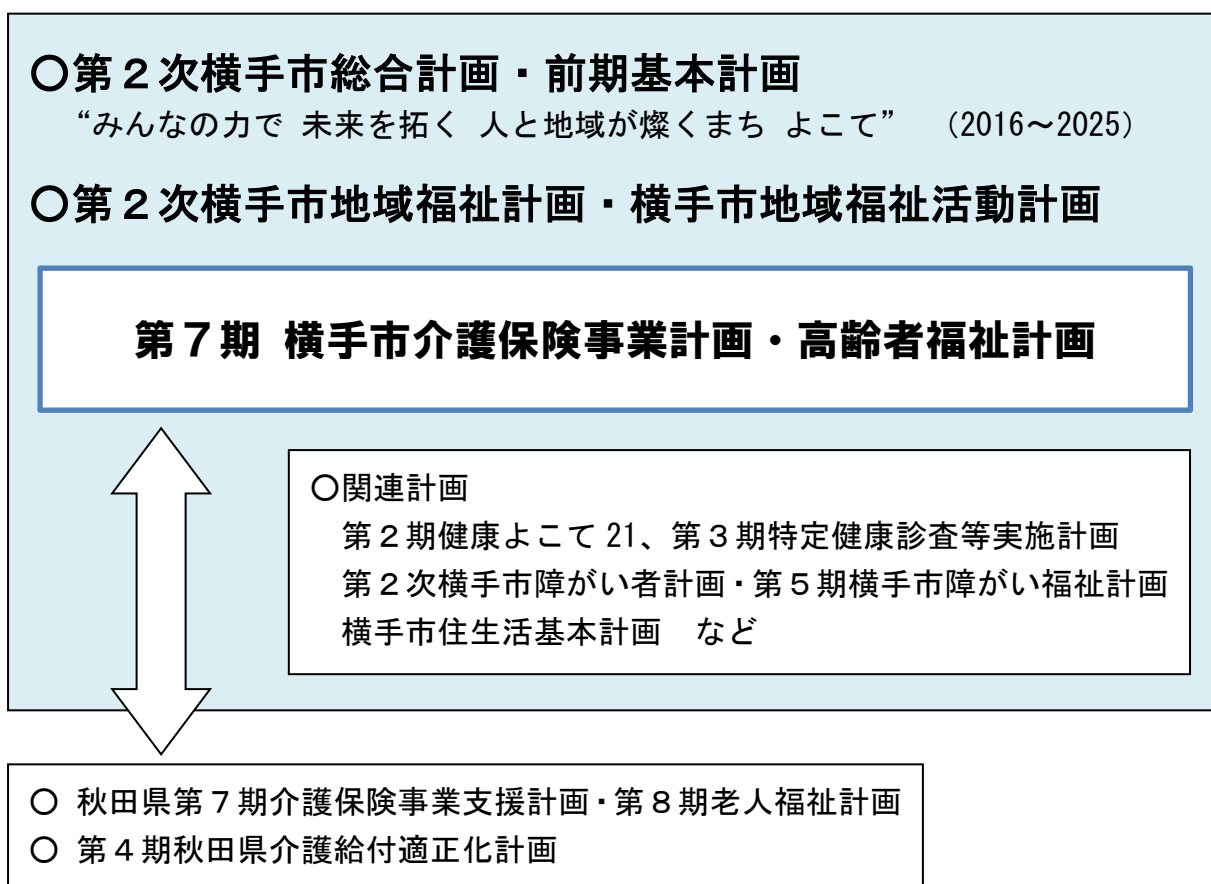 ○第２次横手市総合計画・前期基本計画
“みんなの力で 未来を拓く 人と地域が燦くまち よこて” （2016～2025）
○第２次横手市地域福祉計画・横手市地域福祉活動計画
第７期 横手市介護保険事業計画・高齢者福祉計画
○関連計画
第２期健康よこて 21、第３期特定健康診査等実施計画
第２次横手市障がい者計画・第５期横手市障がい福祉計画
横手市住生活基本計画　など
○ 秋田県第７期介護保険事業支援計画・第８期老人福祉計画
○ 第４期秋田県介護給付適正化計画